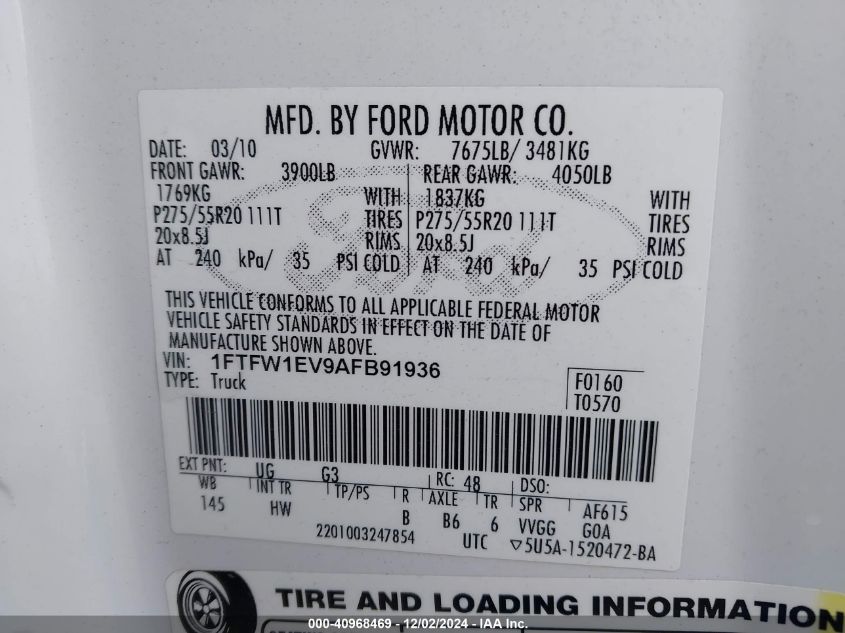 MFD. BY FORD MOTOR CO.
DATE: 03/10 GVWR: 7675LB/ 3481KG
FRONT GAWR: 3900LB REAR GAWR: 4050LB
1769KG WITH 1837KG WITH
P275/55R20 111T TIRES P275/55R20 111T TIRES
20x8.5J RIMS 20x8.5J RIMS
AT 240 kPa/ 35 PSI COLD AT 240 kPa/ 35 PSI COLD
Ford
THIS VEHICLE CONFORMS TO ALL APPLICABLE FEDERAL MOTOR
VEHICLE SAFETY STANDARDS IN EFFECT ON THE DATE OF
MANUFACTURE SHOWN ABOVE.
VIN: 1FTFW1EV9AFB91936
TYPE: Truck F0160
T0570
EXT PNT: UG G3 RC: 48 DSO:
WB INT TR TP/PS R AXLE TR SPR AF615
145 HW B B6 6 VVGG G0A
2201003247854 UTC ▽5U5A-1520472-BA
TIRE AND LOADING INFORMATION
000-40968469 - 12/02/2024 - IAA Inc.